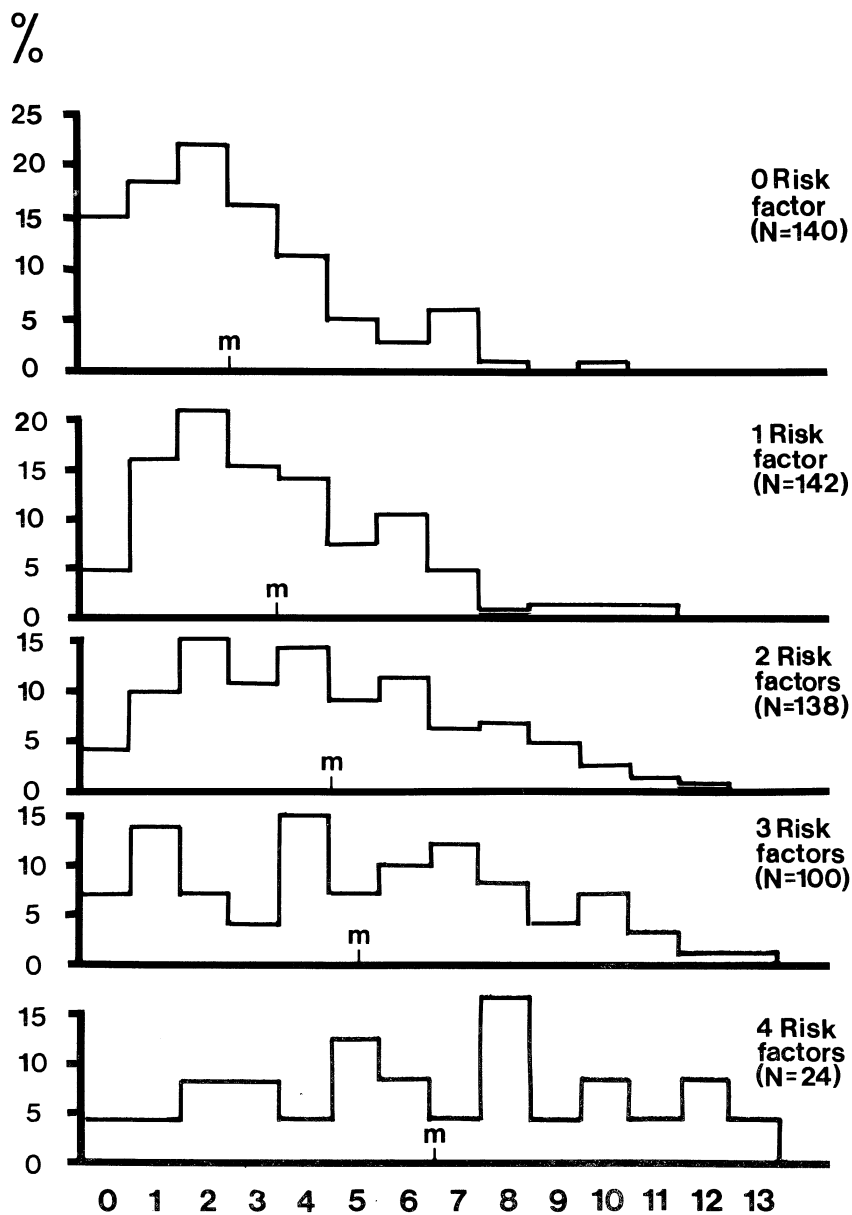 %
25
20
15
10
5
0
m
0 Risk
factor
(N=140)
20
15
10
5
0
m
1 Risk
factor
(N=142)
15
10
5
0
m
2 Risk
factors
(N=138)
15
10
5
0
m
3 Risk
factors
(N=100)
15
10
5
0
m
4 Risk
factors
(N=24)
0 1 2 3 4 5 6 7 8 9 10 11 12 13